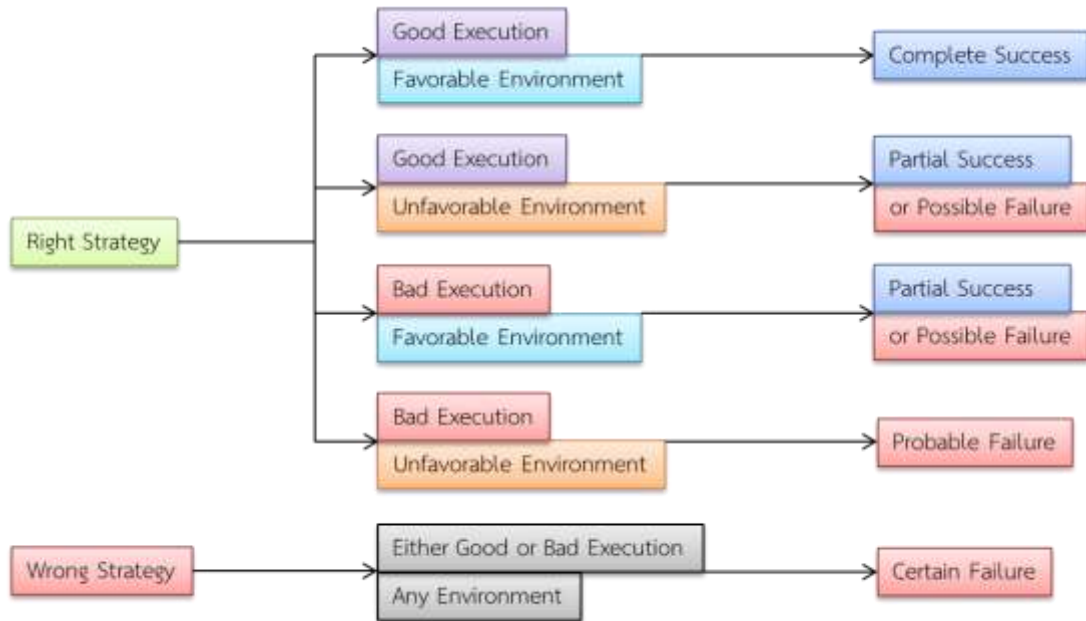 Good Execution
Favorable Environment
Complete Success
Good Execution
Unfavorable Environment
Partial Success
or Possible Failure
Right Strategy
Bad Execution
Favorable Environment
Partial Success
or Possible Failure
Bad Execution
Unfavorable Environment
Probable Failure
Wrong Strategy
Either Good or Bad Execution
Any Environment
Certain Failure